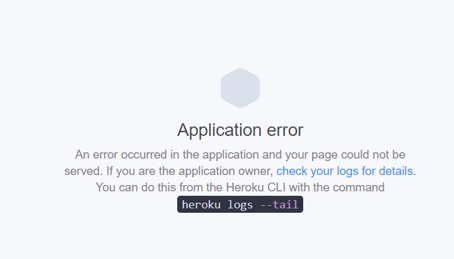 Application error
An error occurred in the application and your page could not be
served. If you are the application owner, check your logs for details.
You can do this from the Heroku CLI with the command
heroku logs --tail